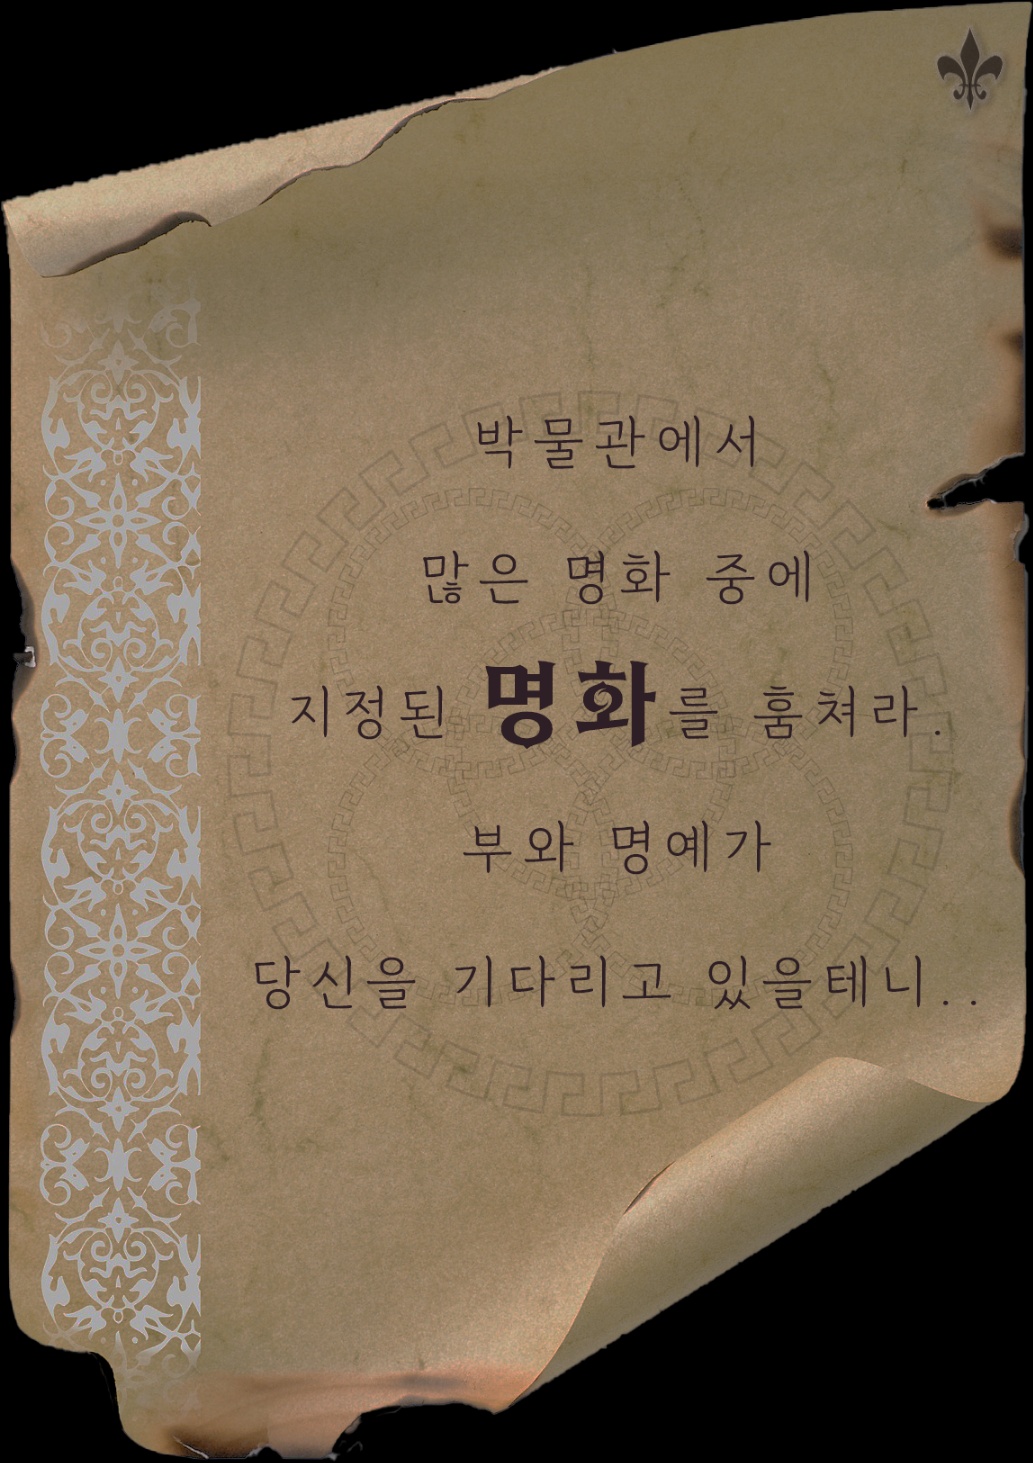 박물관에서
많은 명화 중에
지정된 명화를 훔쳐라.
부와 명예가
당신을 기다리고 있을테니..